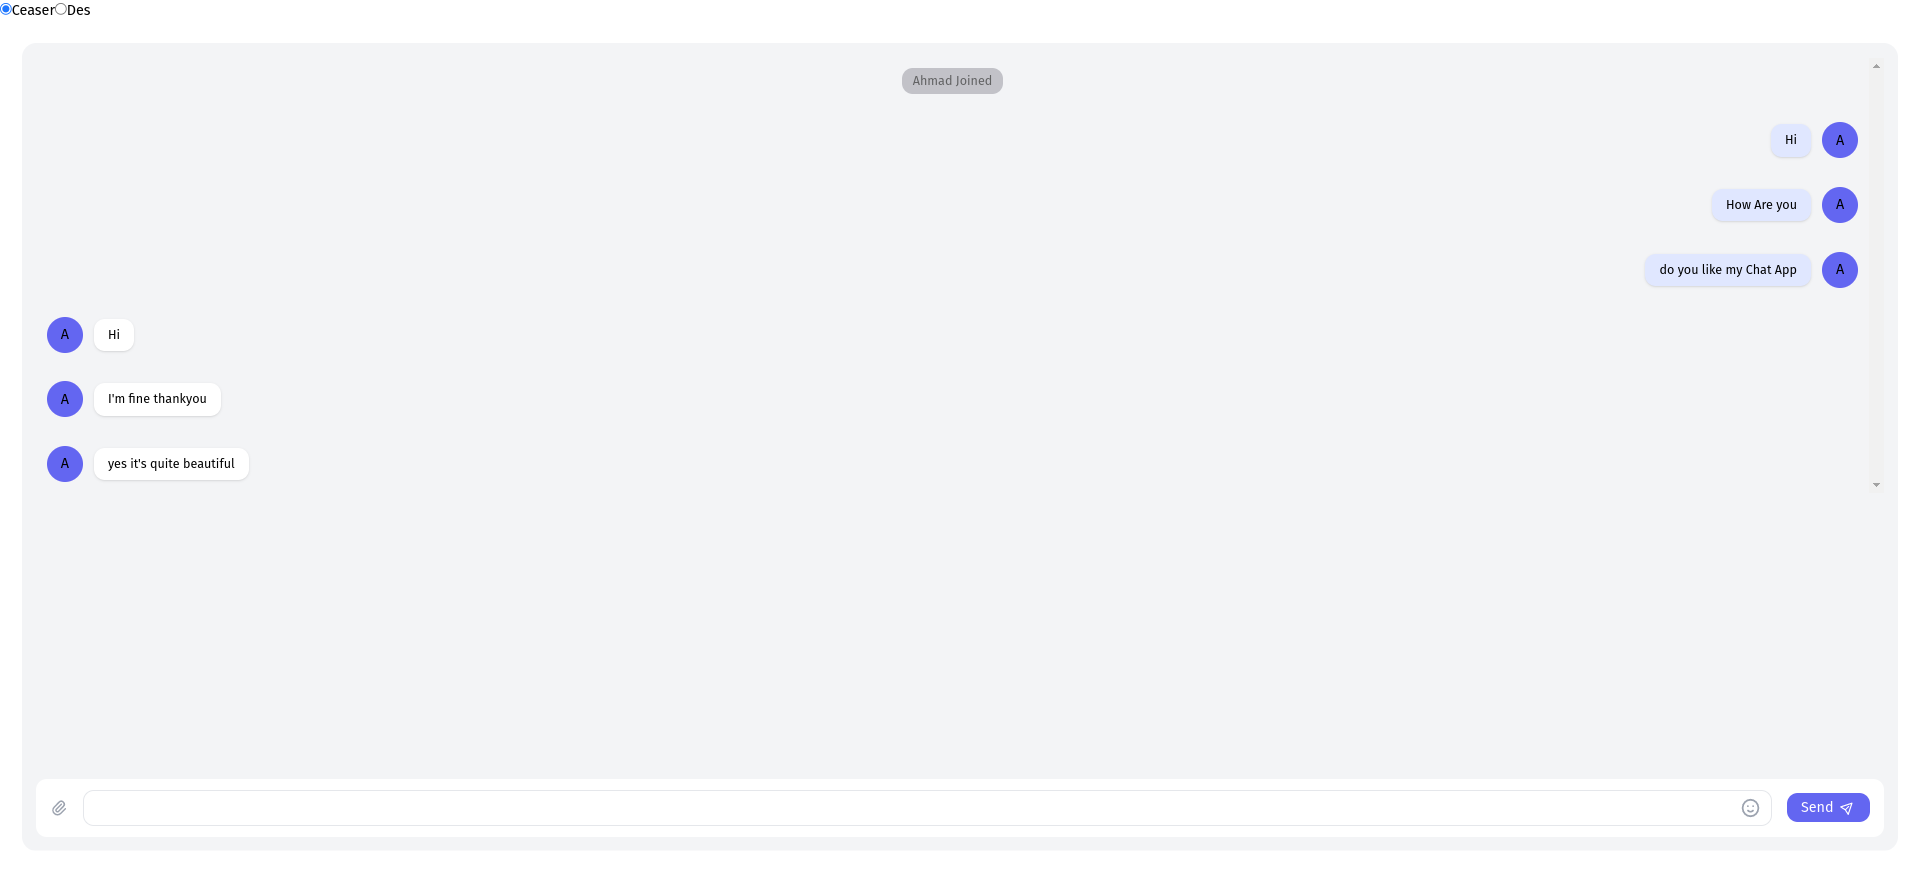 Ceaser Des
Ahmad Joined
Hi A
How Are you A
do you like my Chat App A
A Hi
A I'm fine thankyou
A yes it's quite beautiful
Send